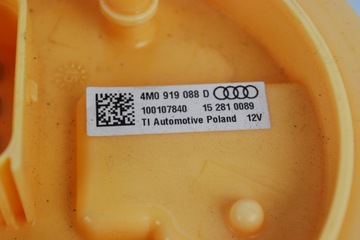 4M0 919 088 D
100107840 15 281 0089
TI Automotive Poland 12V